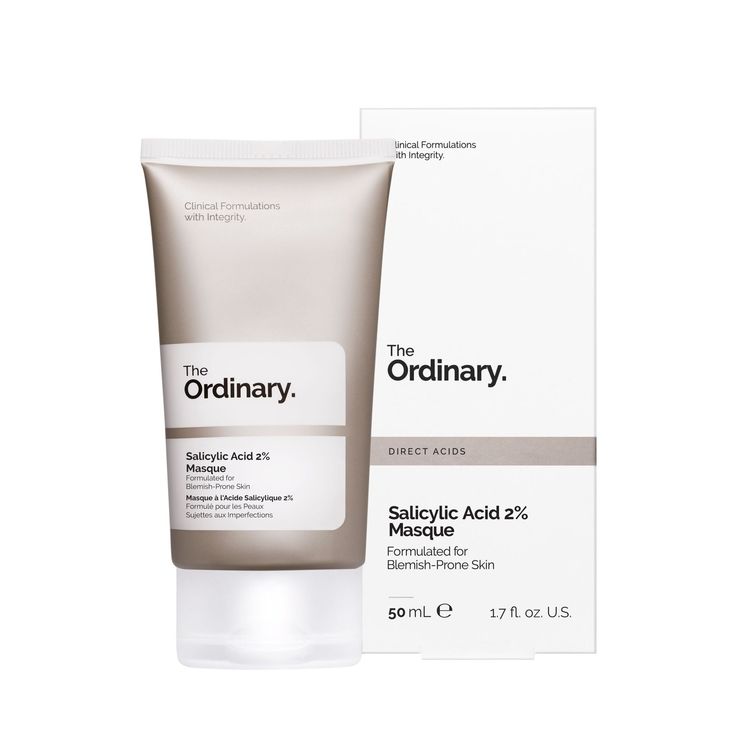 Clinical Formulations
with Integrity.
The
Ordinary.
Salicylic Acid 2%
Masque
Formulated for
Blemish-Prone Skin
Masque à l'Acide Salicylique 2%
Formulé pour les Peaux
Sujettes aux Imperfections
Clinical Formulations
with Integrity.
The
Ordinary.
DIRECT ACIDS
Salicylic Acid 2%
Masque
Formulated for
Blemish-Prone Skin
50 mL ℮ 1.7 fl. oz. U.S.